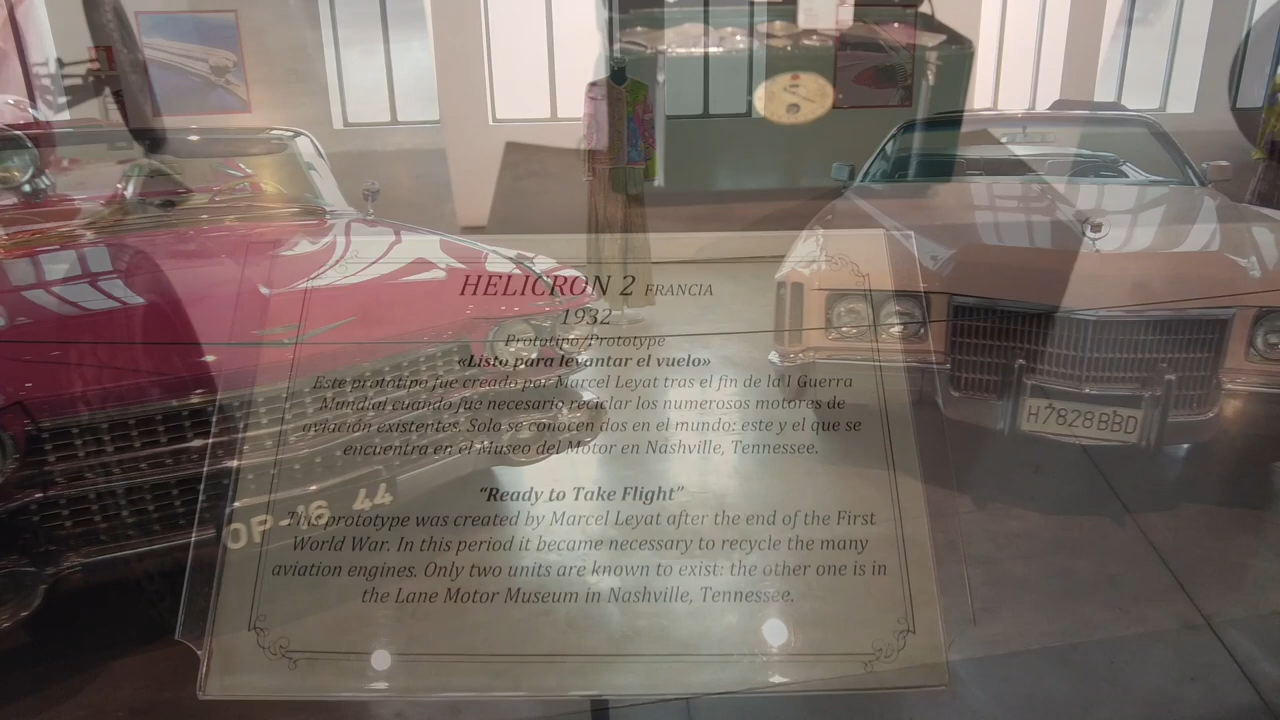 HELICRON 2 FRANCIA
1932
Prototipo/Prototype
«Listo para levantar el vuelo»
Este prototipo fue creado por Marcel Leyat tras el fin de la I Guerra
Mundial cuando fue necesario reciclar los numerosos motores de
aviación existentes. Solo se conocen dos en el mundo: este y el que se
encuentra en el Museo del Motor en Nashville, Tennessee.
“Ready to Take Flight”
This prototype was created by Marcel Leyat after the end of the First
World War. In this period it became necessary to recycle the many
aviation engines. Only two units are known to exist: the other one is in
the Lane Motor Museum in Nashville, Tennessee.
OP-16 44
H7828BBD